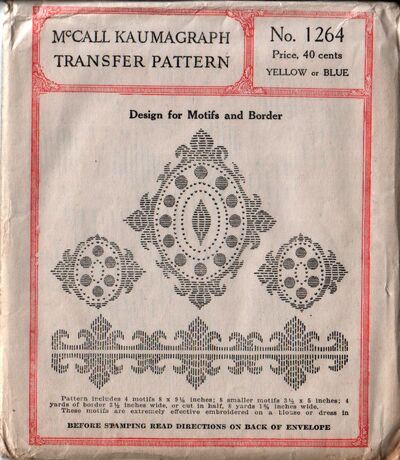 McCALL KAUMAGRAPH
TRANSFER PATTERN
No. 1264
Price, 40 cents
YELLOW or BLUE
Design for Motifs and Border
Pattern includes 4 motifs 8 x 9½ inches; 8 smaller motifs 3½ x 5 inches; 4
yards of border 3½ inches wide, or cut in half, 8 yards 1¾ inches wide.
These motifs are extremely effective embroidered on a blouse or dress in
BEFORE STAMPING READ DIRECTIONS ON BACK OF ENVELOPE